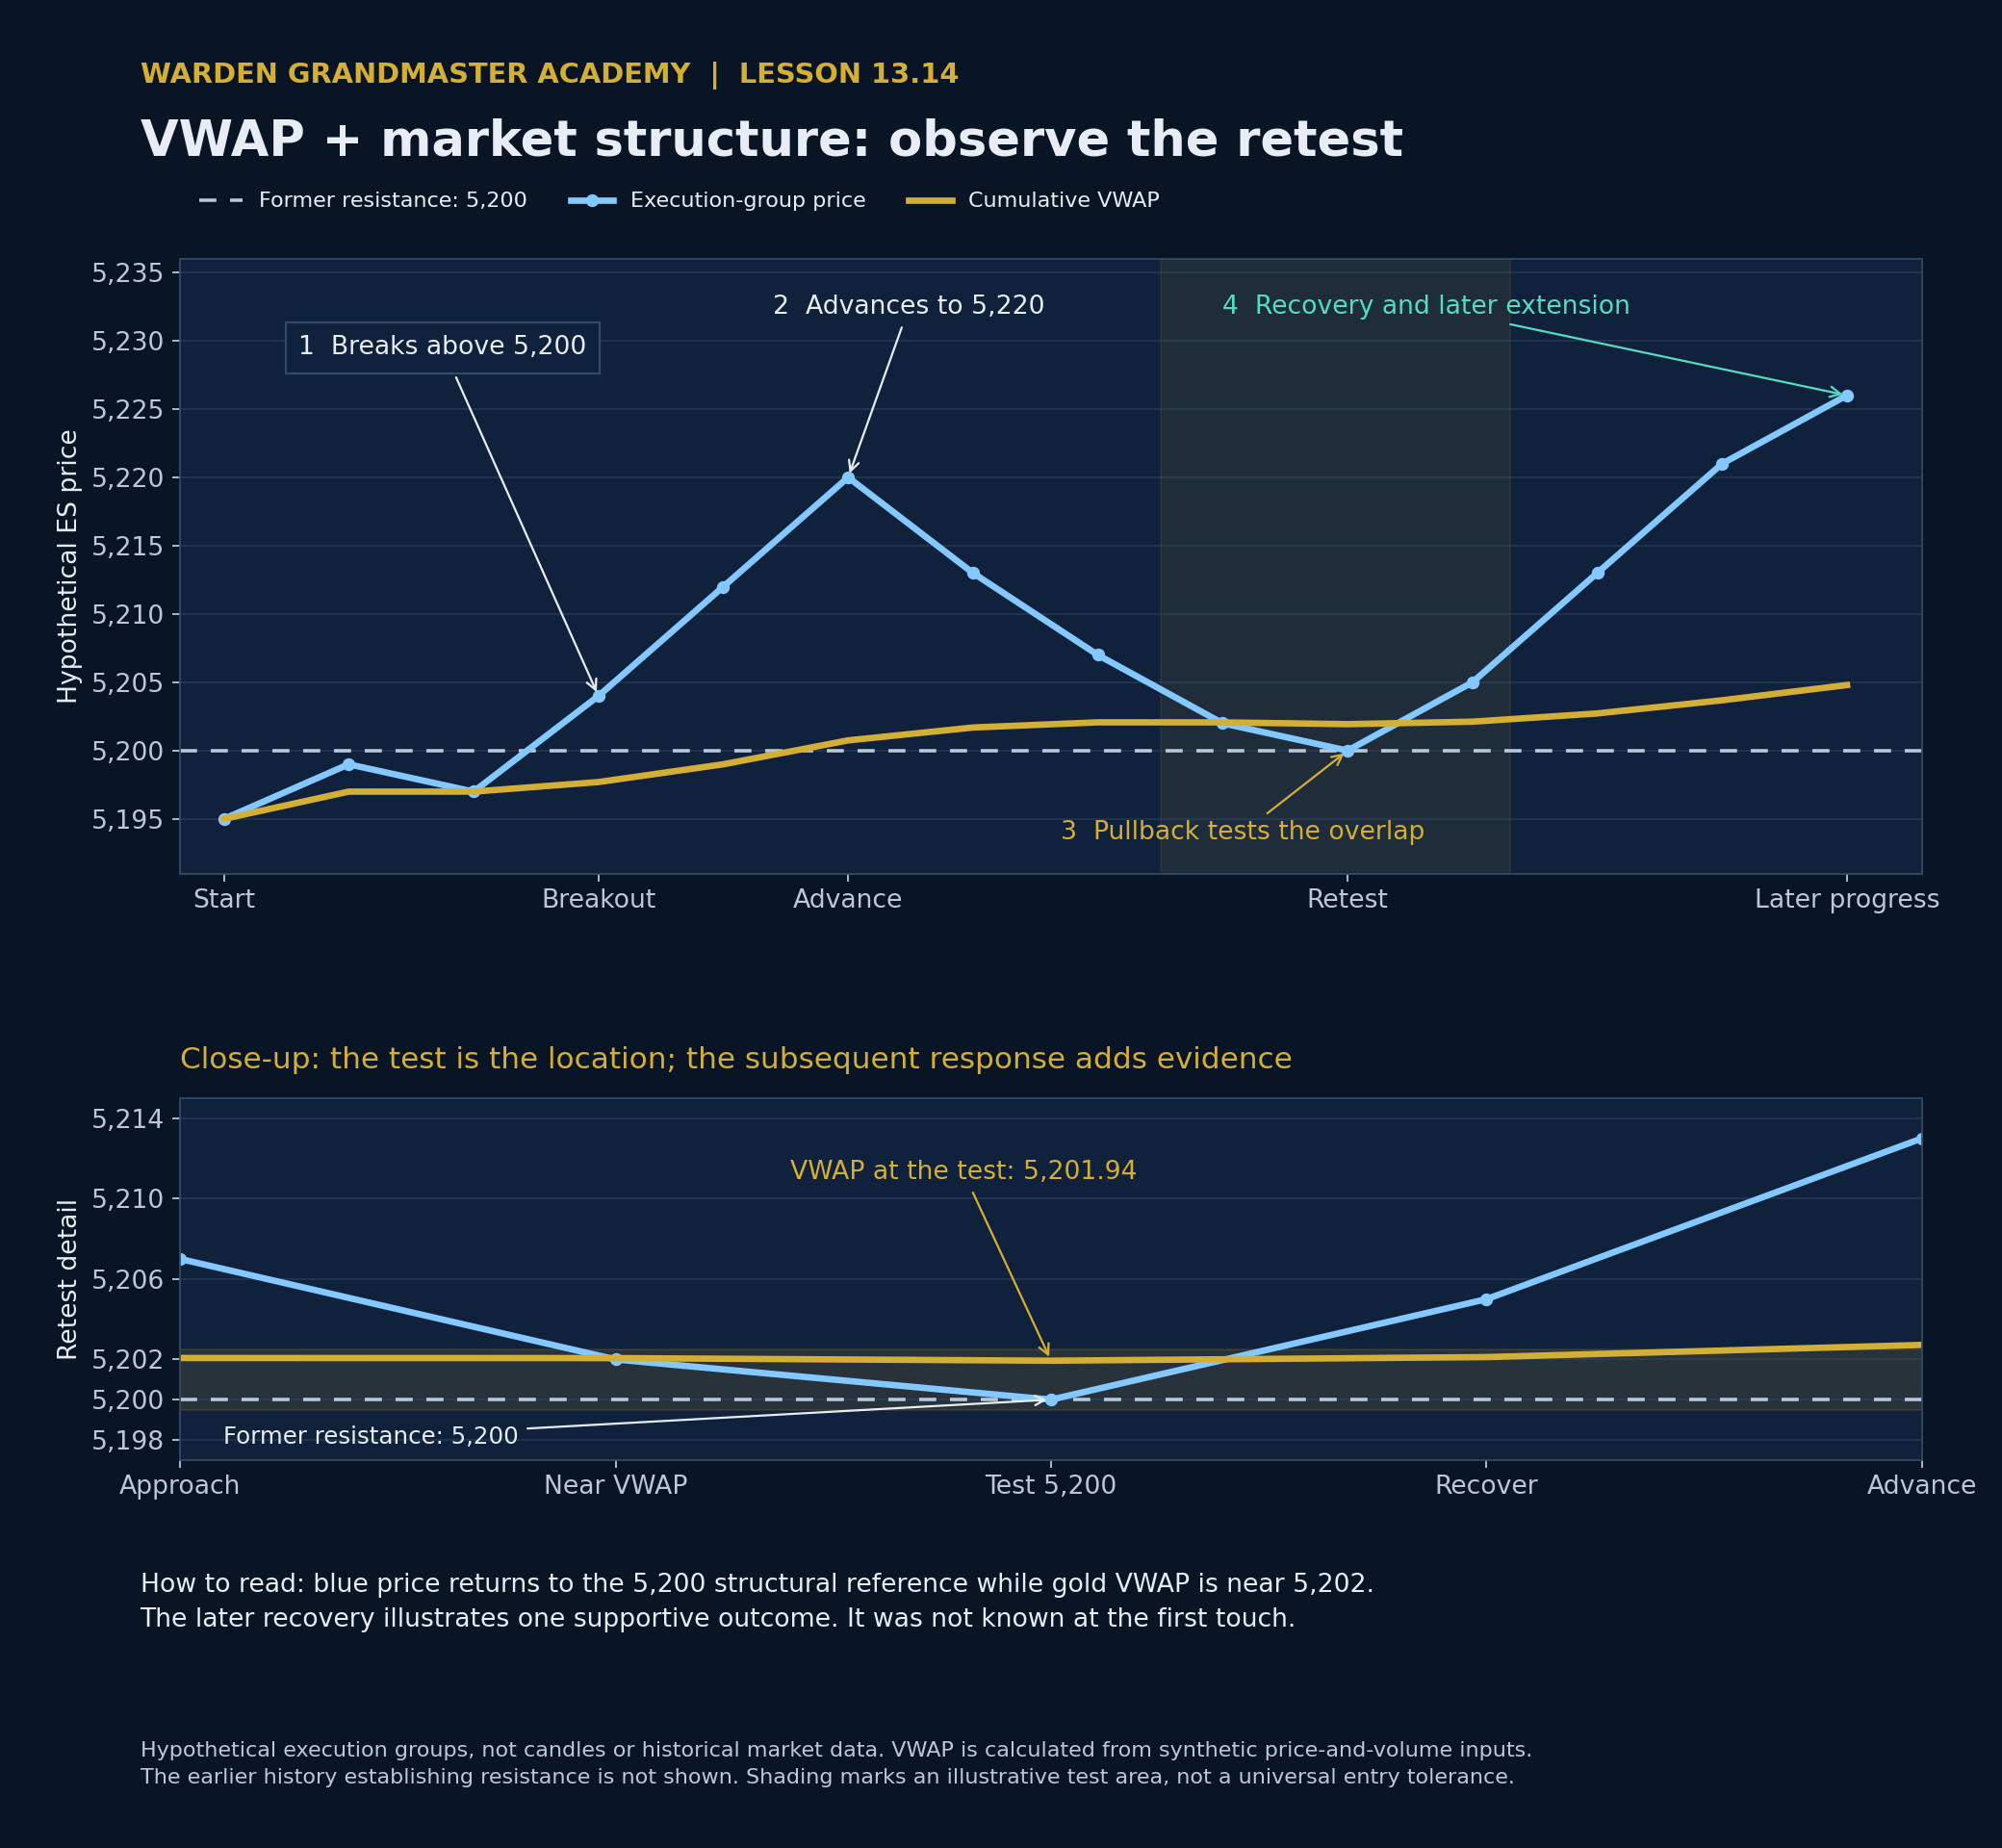 WARDEN GRANDMASTER ACADEMY | LESSON 13.14
VWAP + market structure: observe the retest
Former resistance: 5,200
Execution-group price
Cumulative VWAP
Hypothetical ES price
5,235
5,230
5,225
5,220
5,215
5,210
5,205
5,200
5,195
1 Breaks above 5,200
2 Advances to 5,220
4 Recovery and later extension
3 Pullback tests the overlap
Start
Breakout
Advance
Retest
Later progress
Close-up: the test is the location; the subsequent response adds evidence
Retest detail
5,214
5,210
5,206
5,202
5,200
5,198
VWAP at the test: 5,201.94
Former resistance: 5,200
Approach
Near VWAP
Test 5,200
Recover
Advance
How to read: blue price returns to the 5,200 structural reference while gold VWAP is near 5,202.
The later recovery illustrates one supportive outcome. It was not known at the first touch.
Hypothetical execution groups, not candles or historical market data. VWAP is calculated from synthetic price-and-volume inputs.
The earlier history establishing resistance is not shown. Shading marks an illustrative test area, not a universal entry tolerance.